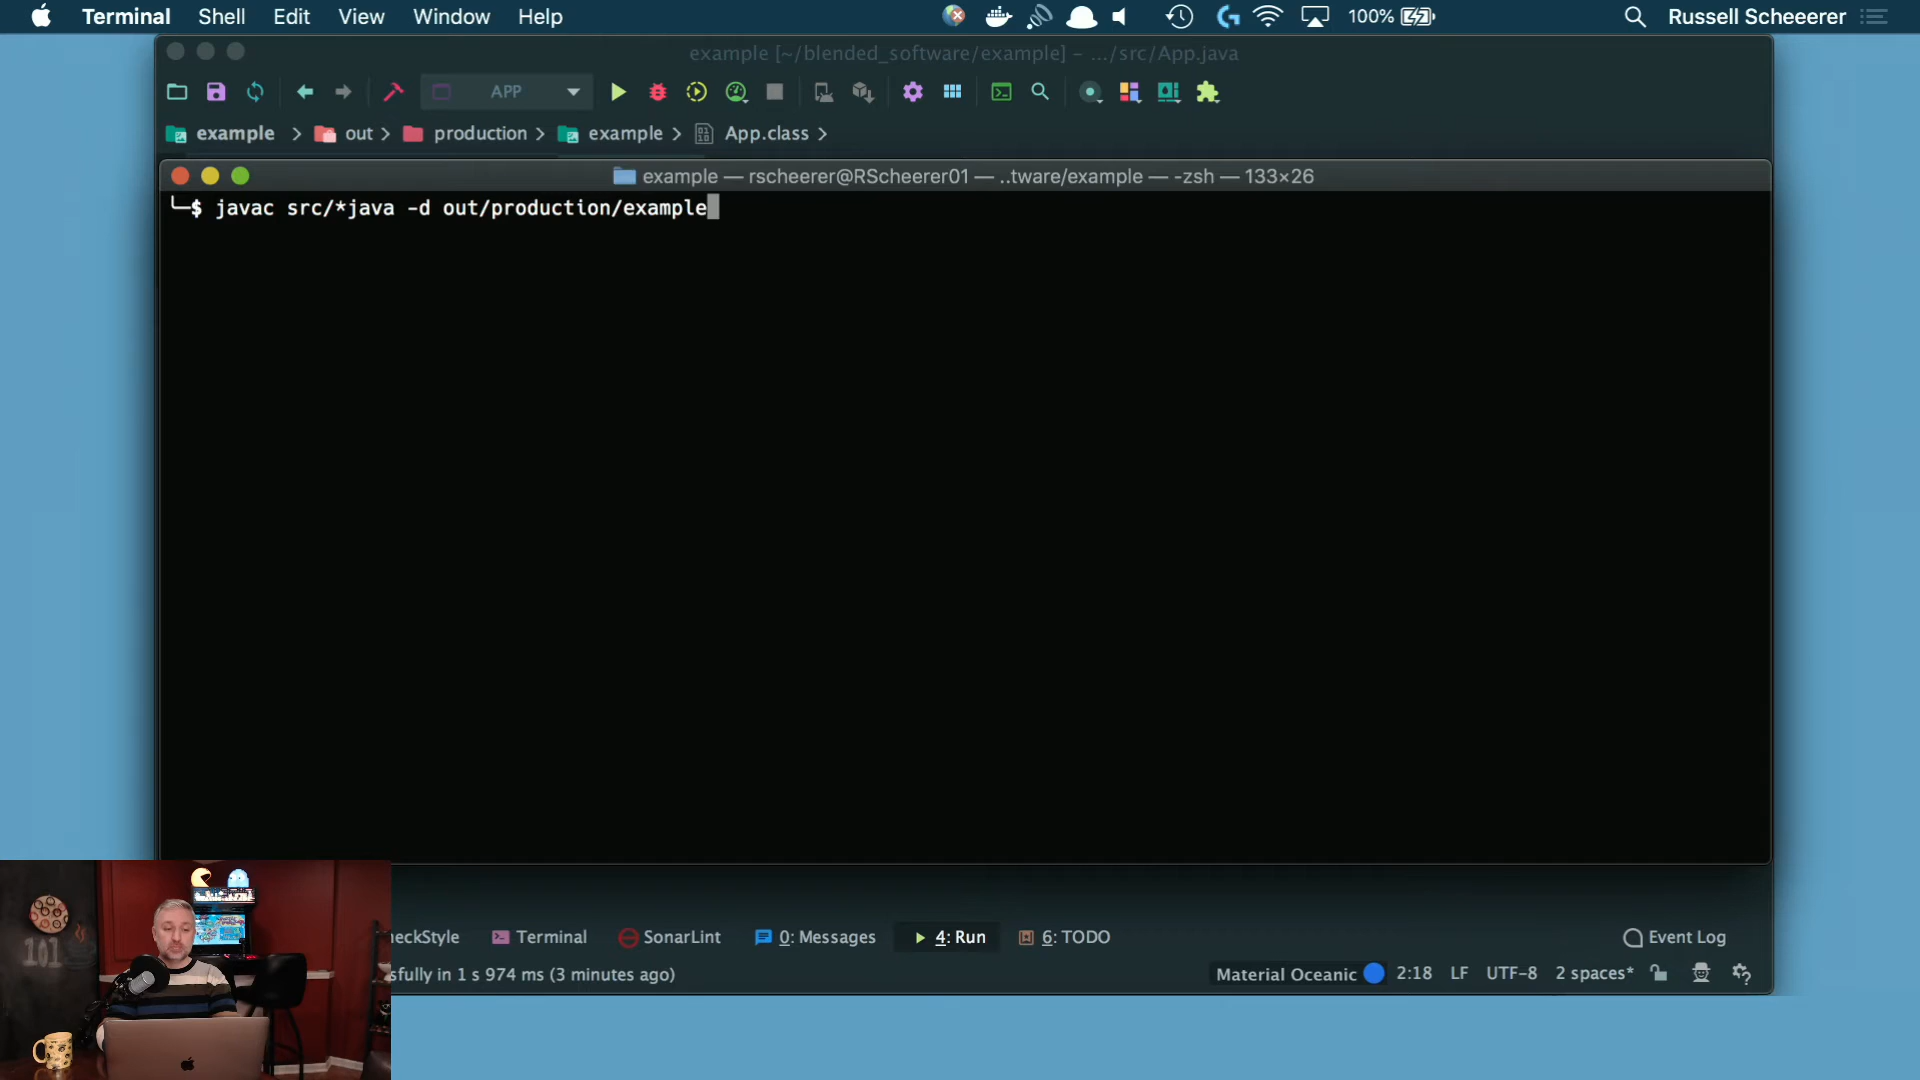 Terminal Shell Edit View Window Help 100% Russell Scheeerer
example [~/blended_software/example] – .../src/App.java
APP
example > out > production > example > App.class >
example — rscheerer@RScheerer01 — ..tware/example — -zsh — 133×26
╰─$ javac src/*java -d out/production/example
eckStyle Terminal SonarLint 0: Messages 4: Run 6: TODO Event Log
sfully in 1 s 974 ms (3 minutes ago) Material Oceanic 2:18 LF UTF-8 2 spaces*
101